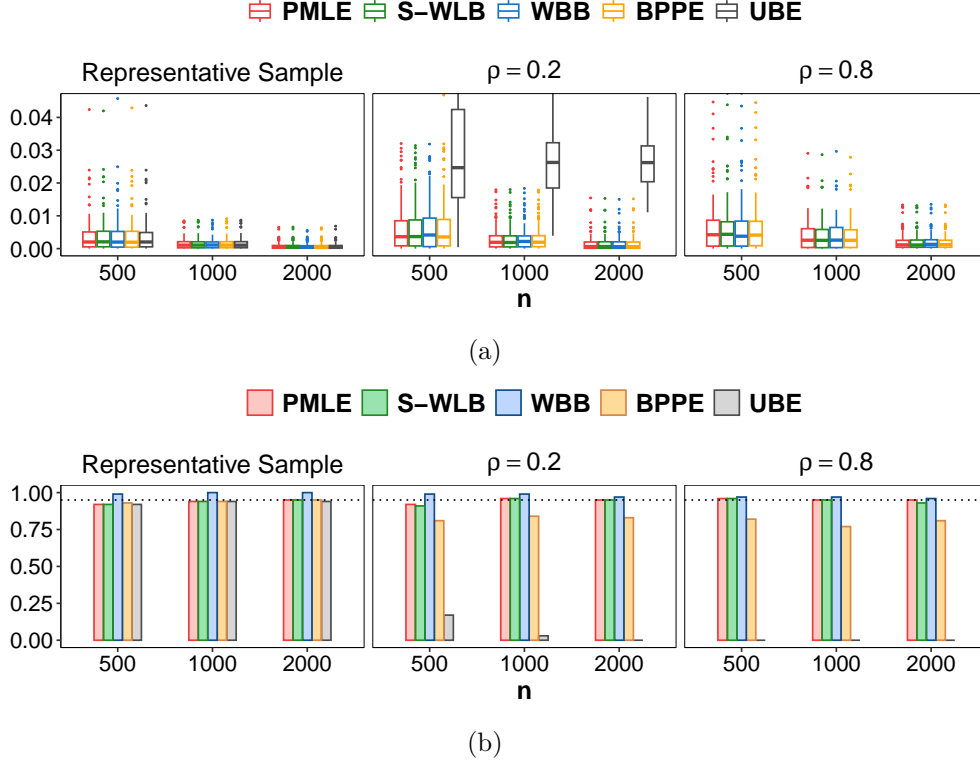 PMLE S−WLB WBB BPPE UBE
Representative Sample ρ = 0.2 ρ = 0.8
0.04
0.03
0.02
0.01
0.00
500 1000 2000 500 1000 2000 500 1000 2000
n
(a)
PMLE S−WLB WBB BPPE UBE
Representative Sample ρ = 0.2 ρ = 0.8
1.00
0.75
0.50
0.25
0.00
500 1000 2000 500 1000 2000 500 1000 2000
n
(b)